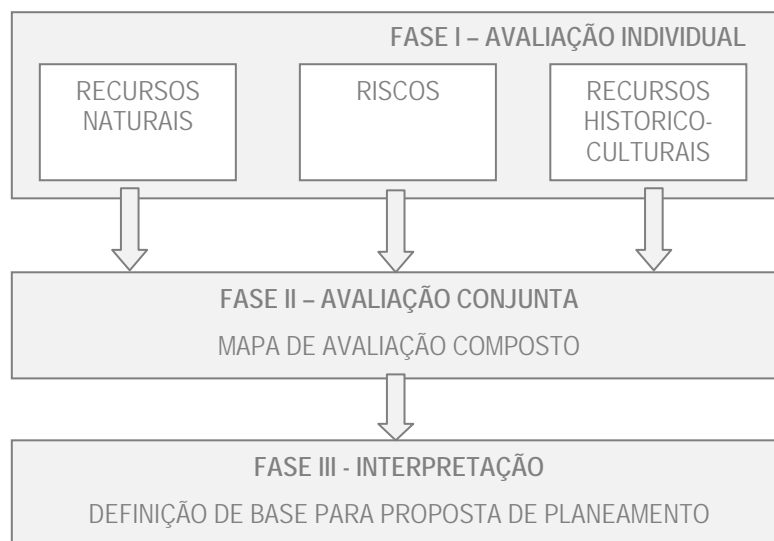 FASE I – AVALIAÇÃO INDIVIDUAL
RECURSOS
NATURAIS
RISCOS
RECURSOS
HISTORICO-
CULTURAIS
FASE II – AVALIAÇÃO CONJUNTA
MAPA DE AVALIAÇÃO COMPOSTO
FASE III - INTERPRETAÇÃO
DEFINIÇÃO DE BASE PARA PROPOSTA DE PLANEAMENTO